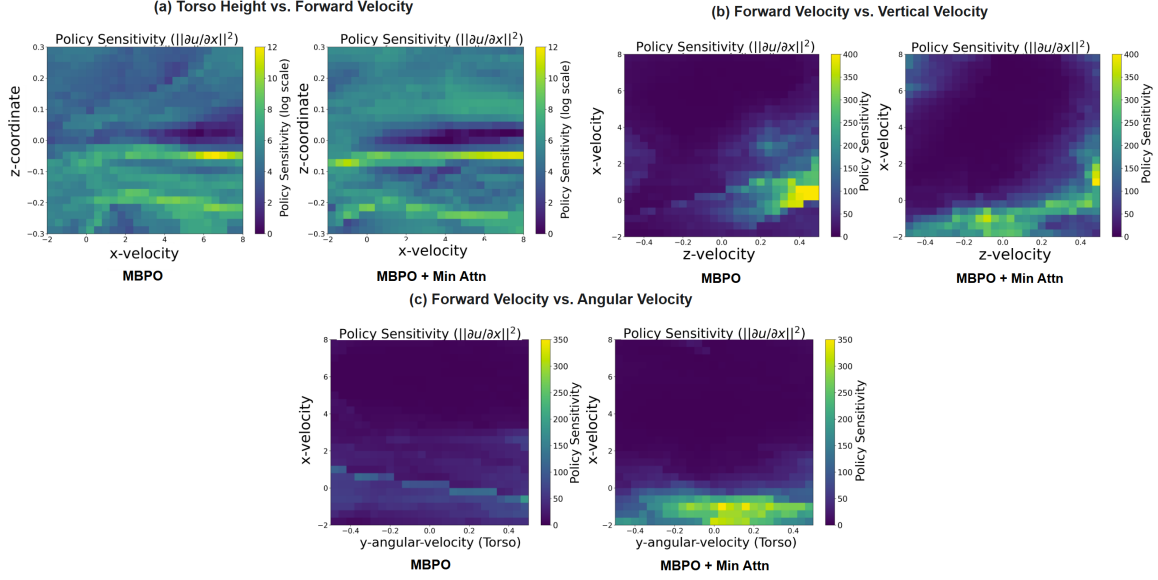 (a) Torso Height vs. Forward Velocity
(b) Forward Velocity vs. Vertical Velocity
Policy Sensitivity (||∂u/∂x||²)
0.3
0.2
0.1
0.0
−0.1
−0.2
−0.3
z-coordinate
−2 0 2 4 6 8
x-velocity
12
10
8
6
4
2
0
Policy Sensitivity (log scale)
MBPO
Policy Sensitivity (||∂u/∂x||²)
0.3
0.2
0.1
0.0
−0.1
−0.2
−0.3
z-coordinate
−2 0 2 4 6 8
x-velocity
12
10
8
6
4
2
0
Policy Sensitivity (log scale)
MBPO + Min Attn
Policy Sensitivity (||∂u/∂x||²)
8
6
4
2
0
−2
x-velocity
−0.4 −0.2 0.0 0.2 0.4
z-velocity
400
350
300
250
200
150
100
50
0
Policy Sensitivity
MBPO
Policy Sensitivity (||∂u/∂x||²)
8
6
4
2
0
−2
x-velocity
−0.4 −0.2 0.0 0.2 0.4
z-velocity
400
350
300
250
200
150
100
50
0
Policy Sensitivity
MBPO + Min Attn
(c) Forward Velocity vs. Angular Velocity
Policy Sensitivity (||∂u/∂x||²)
8
6
4
2
0
−2
x-velocity
−0.4 −0.2 0.0 0.2 0.4
y-angular-velocity (Torso)
350
300
250
200
150
100
50
0
Policy Sensitivity
MBPO
Policy Sensitivity (||∂u/∂x||²)
8
6
4
2
0
−2
x-velocity
−0.4 −0.2 0.0 0.2 0.4
y-angular-velocity (Torso)
350
300
250
200
150
100
50
0
Policy Sensitivity
MBPO + Min Attn